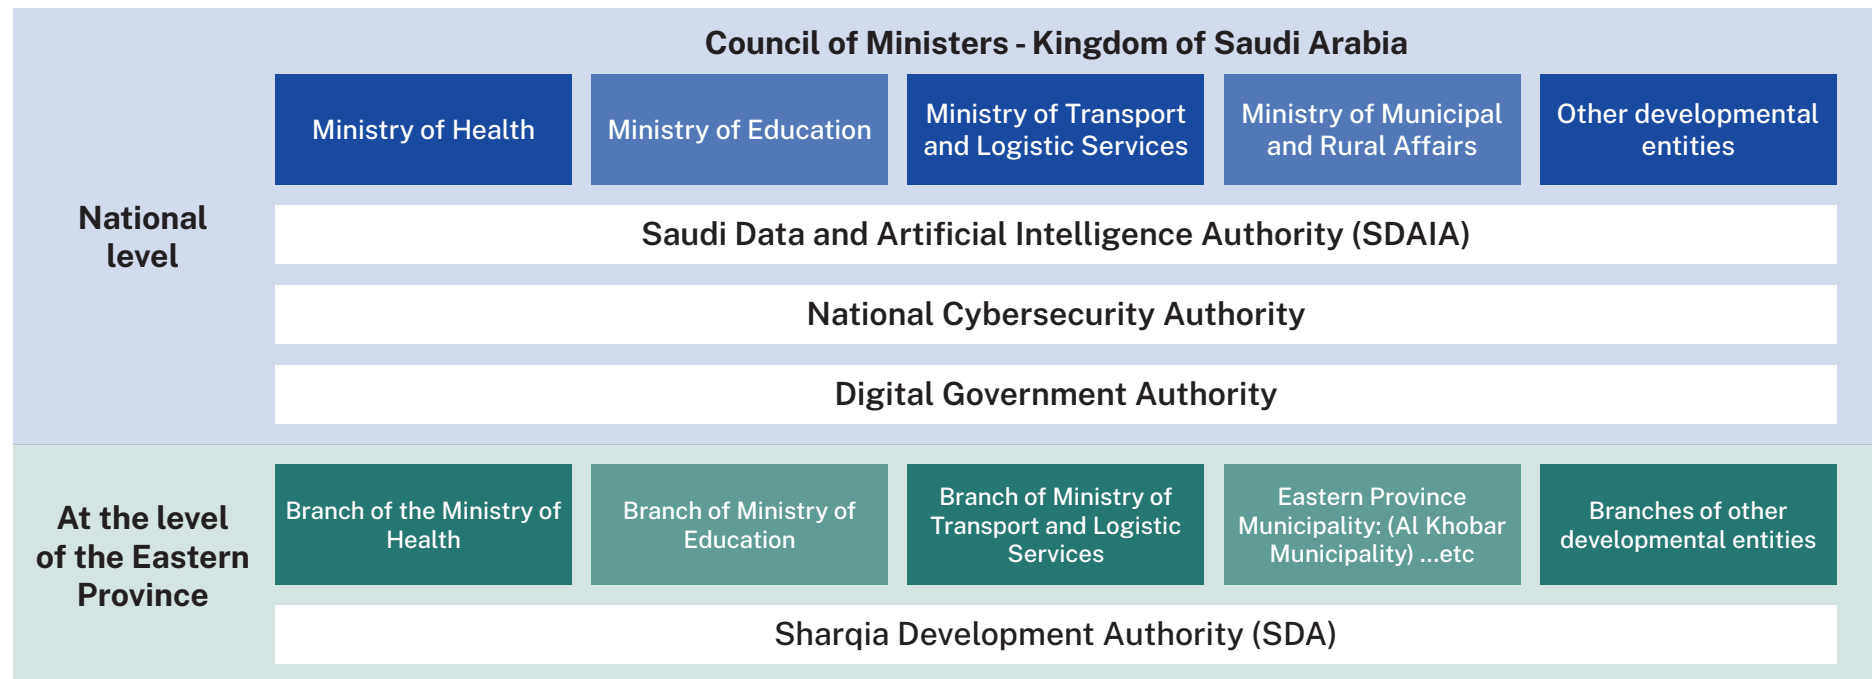 Council of Ministers - Kingdom of Saudi Arabia
National
level
Ministry of Health
Ministry of Education
Ministry of Transport
and Logistic Services
Ministry of Municipal
and Rural Affairs
Other developmental
entities
Saudi Data and Artificial Intelligence Authority (SDAIA)
National Cybersecurity Authority
Digital Government Authority
At the level
of the Eastern
Province
Branch of the Ministry of
Health
Branch of Ministry of
Education
Branch of Ministry of
Transport and Logistic
Services
Eastern Province
Municipality: (Al Khobar
Municipality) ...etc
Branches of other
developmental entities
Sharqia Development Authority (SDA)